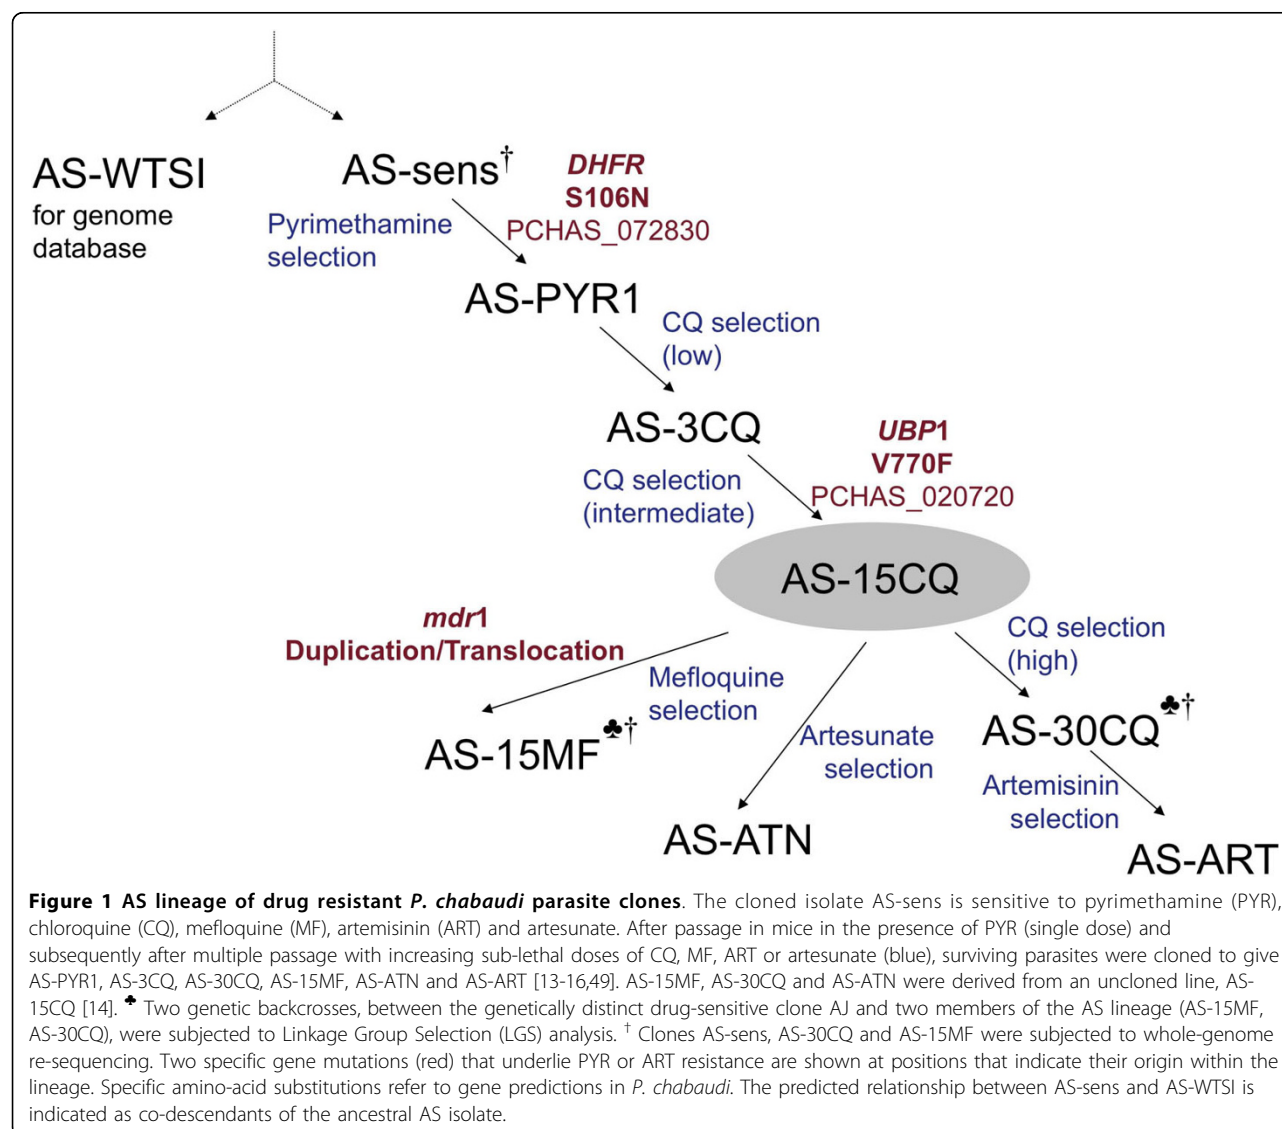 AS-WTSI
for genome
database
AS-sens†
DHFR
S106N
PCHAS_072830
Pyrimethamine
selection
AS-PYR1
CQ selection
(low)
AS-3CQ
UBP1
V770F
PCHAS_020720
CQ selection
(intermediate)
AS-15CQ
mdr1
Duplication/Translocation
Mefloquine
selection
CQ selection
(high)
AS-15MF♣†
Artesunate
selection
AS-30CQ♣†
Artemisinin
selection
AS-ATN
AS-ART
Figure 1 AS lineage of drug resistant P. chabaudi parasite clones. The cloned isolate AS-sens is sensitive to pyrimethamine (PYR),
chloroquine (CQ), mefloquine (MF), artemisinin (ART) and artesunate. After passage in mice in the presence of PYR (single dose) and
subsequently after multiple passage with increasing sub-lethal doses of CQ, MF, ART or artesunate (blue), surviving parasites were cloned to give
AS-PYR1, AS-3CQ, AS-30CQ, AS-15MF, AS-ATN and AS-ART [13-16,49]. AS-15MF, AS-30CQ and AS-ATN were derived from an uncloned line, AS-
15CQ [14]. ♣ Two genetic backcrosses, between the genetically distinct drug-sensitive clone AJ and two members of the AS lineage (AS-15MF,
AS-30CQ), were subjected to Linkage Group Selection (LGS) analysis. † Clones AS-sens, AS-30CQ and AS-15MF were subjected to whole-genome
re-sequencing. Two specific gene mutations (red) that underlie PYR or ART resistance are shown at positions that indicate their origin within the
lineage. Specific amino-acid substitutions refer to gene predictions in P. chabaudi. The predicted relationship between AS-sens and AS-WTSI is
indicated as co-descendants of the ancestral AS isolate.